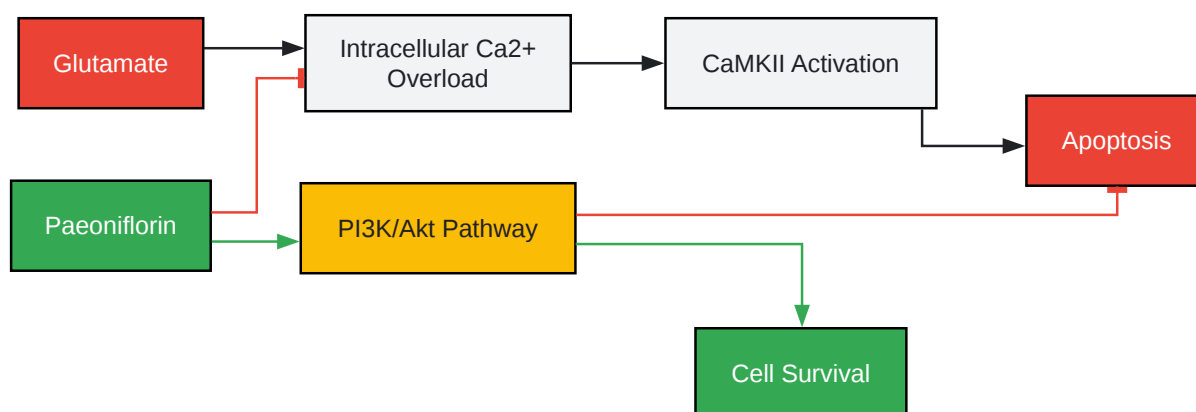 Glutamate
Intracellular Ca2+
Overload
CaMKII Activation
Apoptosis
Paeoniflorin
PI3K/Akt Pathway
Cell Survival